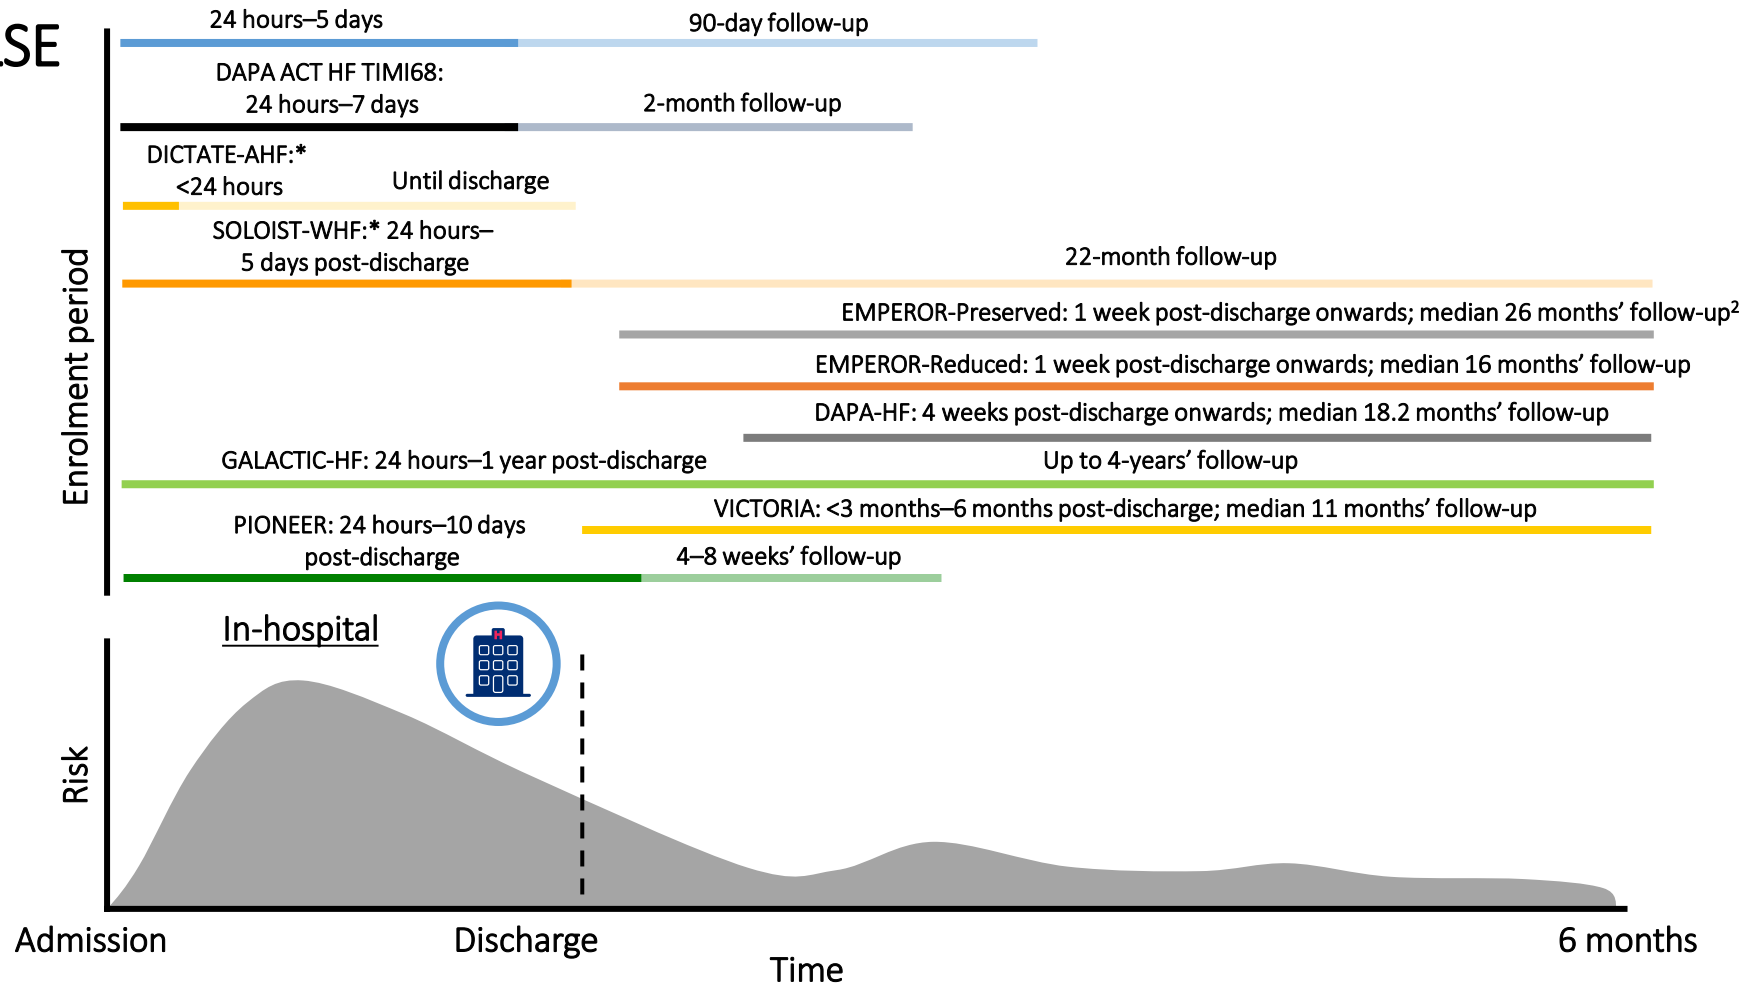 LSE
24 hours–5 days
90-day follow-up
DAPA ACT HF TIMI68:
24 hours–7 days
2-month follow-up
DICTATE-AHF:*
<24 hours
Until discharge
SOLOIST-WHF:* 24 hours–
5 days post-discharge
22-month follow-up
EMPEROR-Preserved: 1 week post-discharge onwards; median 26 months’ follow-up²
EMPEROR-Reduced: 1 week post-discharge onwards; median 16 months’ follow-up
DAPA-HF: 4 weeks post-discharge onwards; median 18.2 months’ follow-up
GALACTIC-HF: 24 hours–1 year post-discharge
Up to 4-years’ follow-up
VICTORIA: <3 months–6 months post-discharge; median 11 months’ follow-up
PIONEER: 24 hours–10 days
post-discharge
4–8 weeks’ follow-up
Enrolment period
In-hospital
H
Risk
Admission
Discharge
6 months
Time